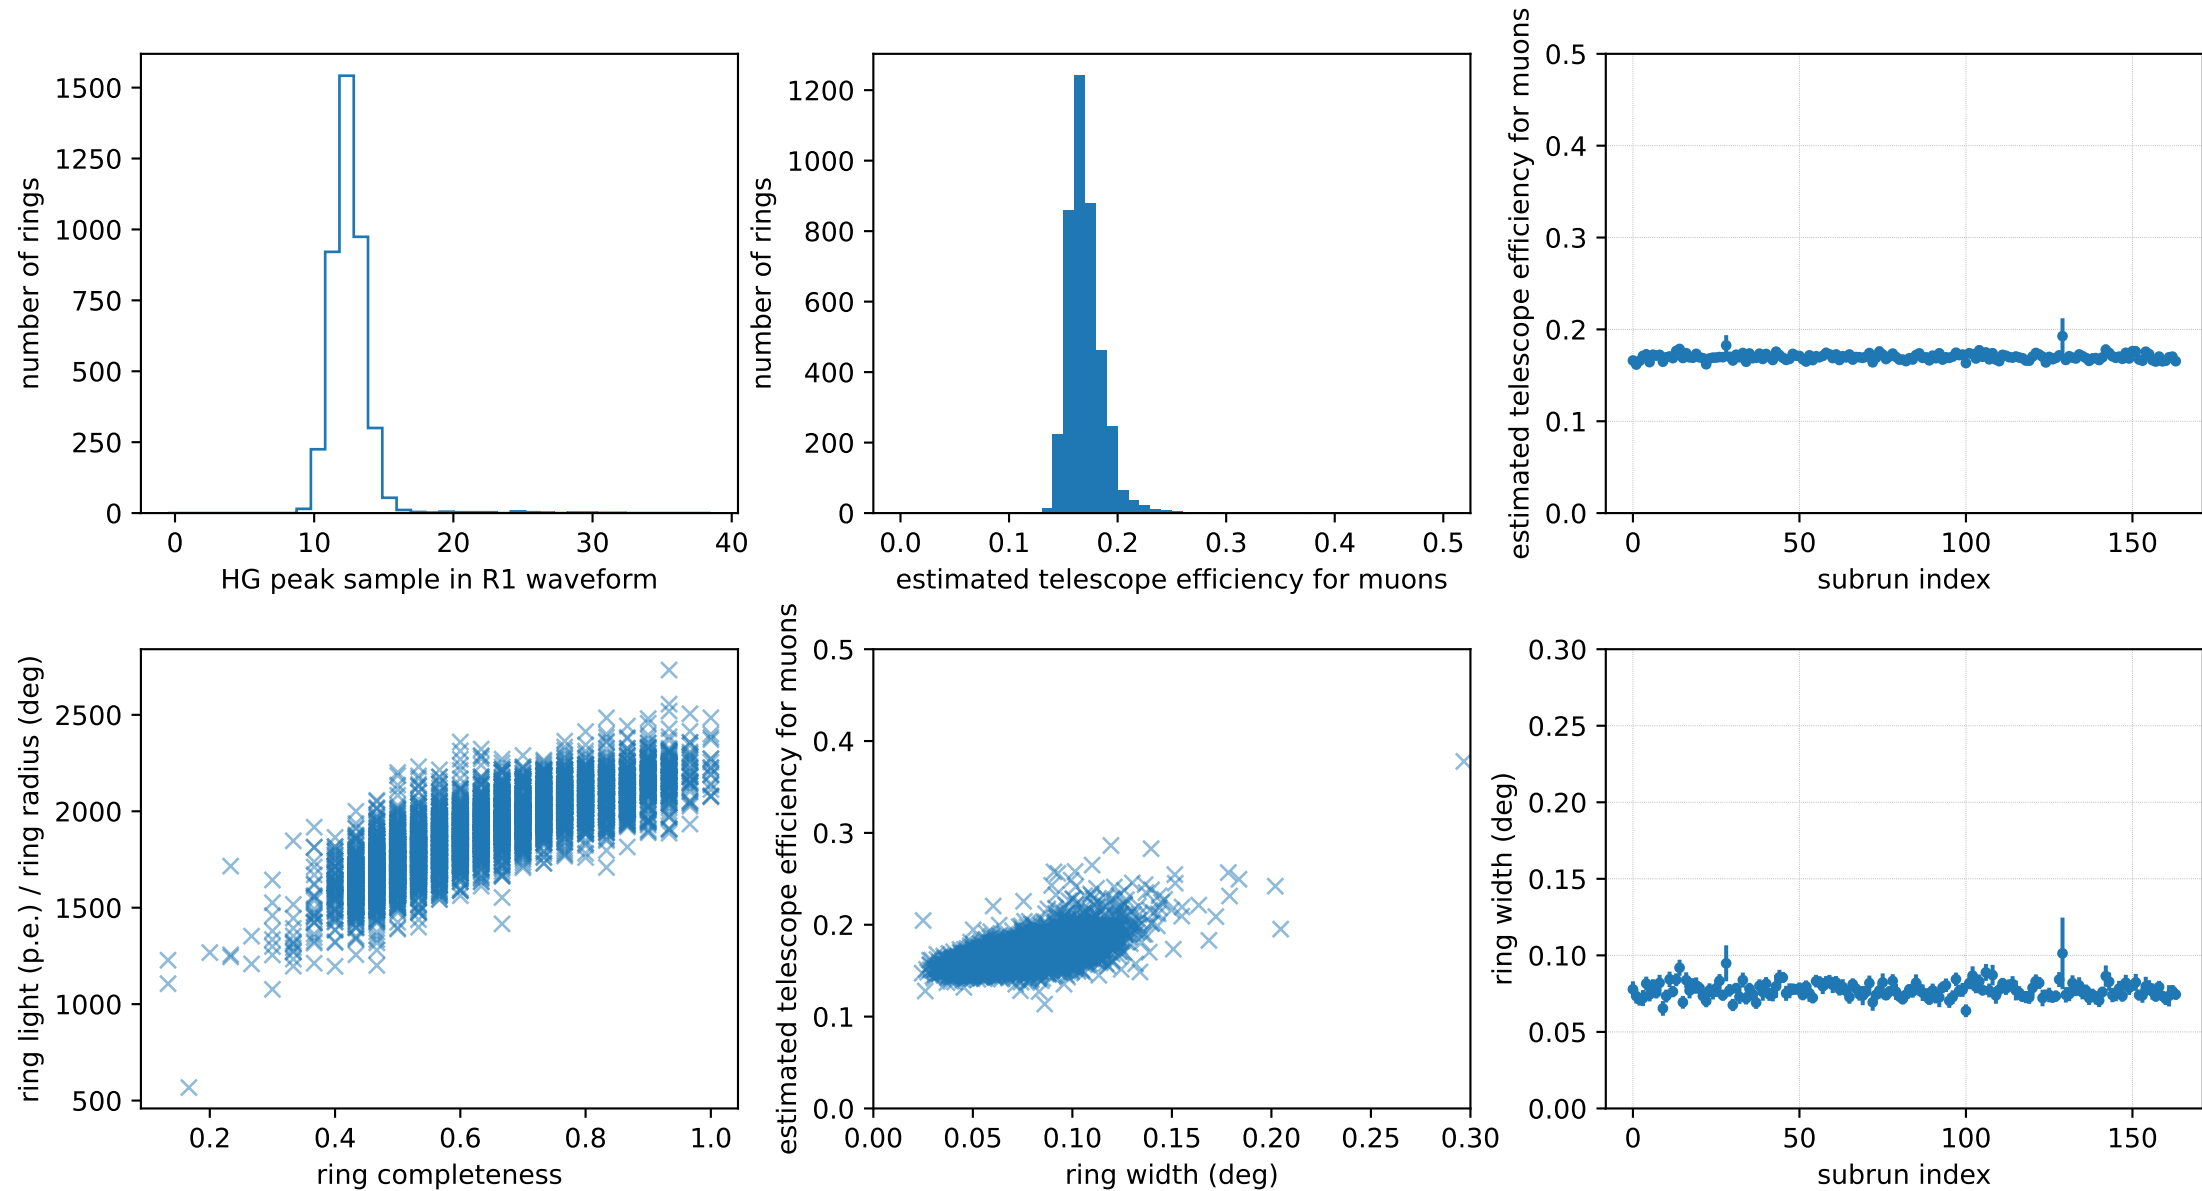 number of rings
1500
1250
1000
750
500
250
0
0 10 20 30 40
HG peak sample in R1 waveform
number of rings
1200
1000
800
600
400
200
0
0.0 0.1 0.2 0.3 0.4 0.5
estimated telescope efficiency for muons
estimated telescope efficiency for muons
0.5
0.4
0.3
0.2
0.1
0.0
0 50 100 150
subrun index
ring light (p.e.) / ring radius (deg)
2500
2000
1500
1000
500
0.2 0.4 0.6 0.8 1.0
ring completeness
estimated telescope efficiency for muons
0.5
0.4
0.3
0.2
0.1
0.0
0.00 0.05 0.10 0.15 0.20 0.25 0.30
ring width (deg)
ring width (deg)
0.30
0.25
0.20
0.15
0.10
0.05
0.00
0 50 100 150
subrun index